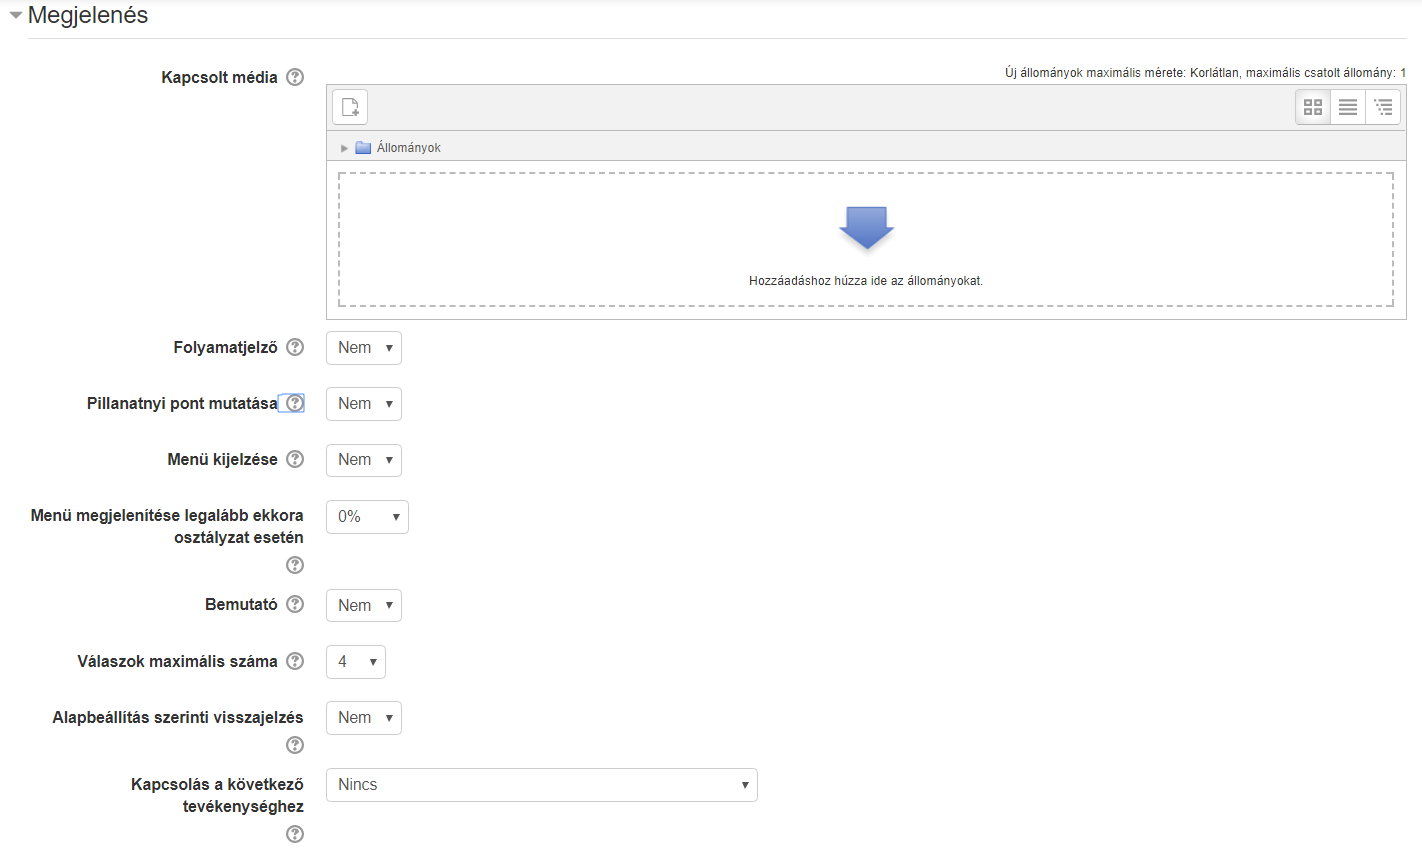 Megjelenés
Kapcsolt média
Új állományok maximális mérete: Korlátlan, maximális csatolt állomány: 1
Állományok
Hozzáadáshoz húzza ide az állományokat.
Folyamatjelző
Nem
Pillanatnyi pont mutatása
Nem
Menü kijelzése
Nem
Menü megjelenítése legalább ekkora
osztályzat esetén
0%
Bemutató
Nem
Válaszok maximális száma
4
Alapbeállítás szerinti visszajelzés
Nem
Kapcsolás a következő
tevékenységhez
Nincs